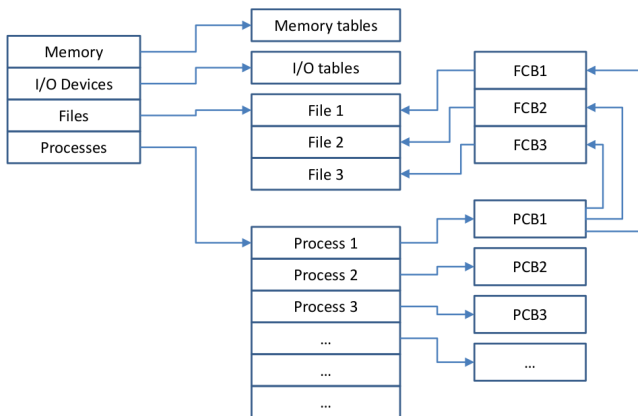 Memory
I/O Devices
Files
Processes
Memory tables
I/O tables
File 1
File 2
File 3
FCB1
FCB2
FCB3
Process 1
Process 2
Process 3
...
...
...
PCB1
PCB2
PCB3
...